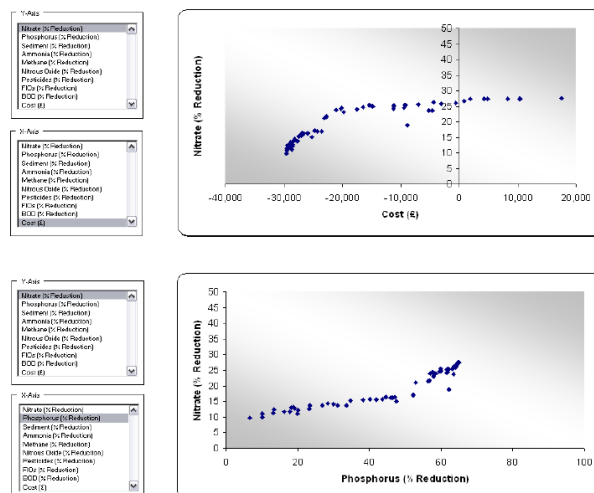 Y-Axis
Nitrate (% Reduction)
Phosphorus (% Reduction)
Sediment (% Reduction)
Ammonia (% Reduction)
Methane (% Reduction)
Nitrous Oxide (% Reduction)
Pesticides (% Reduction)
FIOs (% Reduction)
BOD (% Reduction)
Cost (£)
X-Axis
Nitrate (% Reduction)
Phosphorus (% Reduction)
Sediment (% Reduction)
Ammonia (% Reduction)
Methane (% Reduction)
Nitrous Oxide (% Reduction)
Pesticides (% Reduction)
FIOs (% Reduction)
BOD (% Reduction)
Cost (£)
Nitrate (% Reduction)
50
45
40
35
30
25
20
15
10
5
0
-40,000 -30,000 -20,000 -10,000 0 10,000 20,000
Cost (£)
Y-Axis
Nitrate (% Reduction)
Phosphorus (% Reduction)
Sediment (% Reduction)
Ammonia (% Reduction)
Methane (% Reduction)
Nitrous Oxide (% Reduction)
Pesticides (% Reduction)
FIOs (% Reduction)
BOD (% Reduction)
Cost (£)
X-Axis
Nitrate (% Reduction)
Phosphorus (% Reduction)
Sediment (% Reduction)
Ammonia (% Reduction)
Methane (% Reduction)
Nitrous Oxide (% Reduction)
Pesticides (% Reduction)
FIOs (% Reduction)
BOD (% Reduction)
Cost (£)
Nitrate (% Reduction)
50
45
40
35
30
25
20
15
10
5
0
0 20 40 60 80 100
Phosphorus (% Reduction)